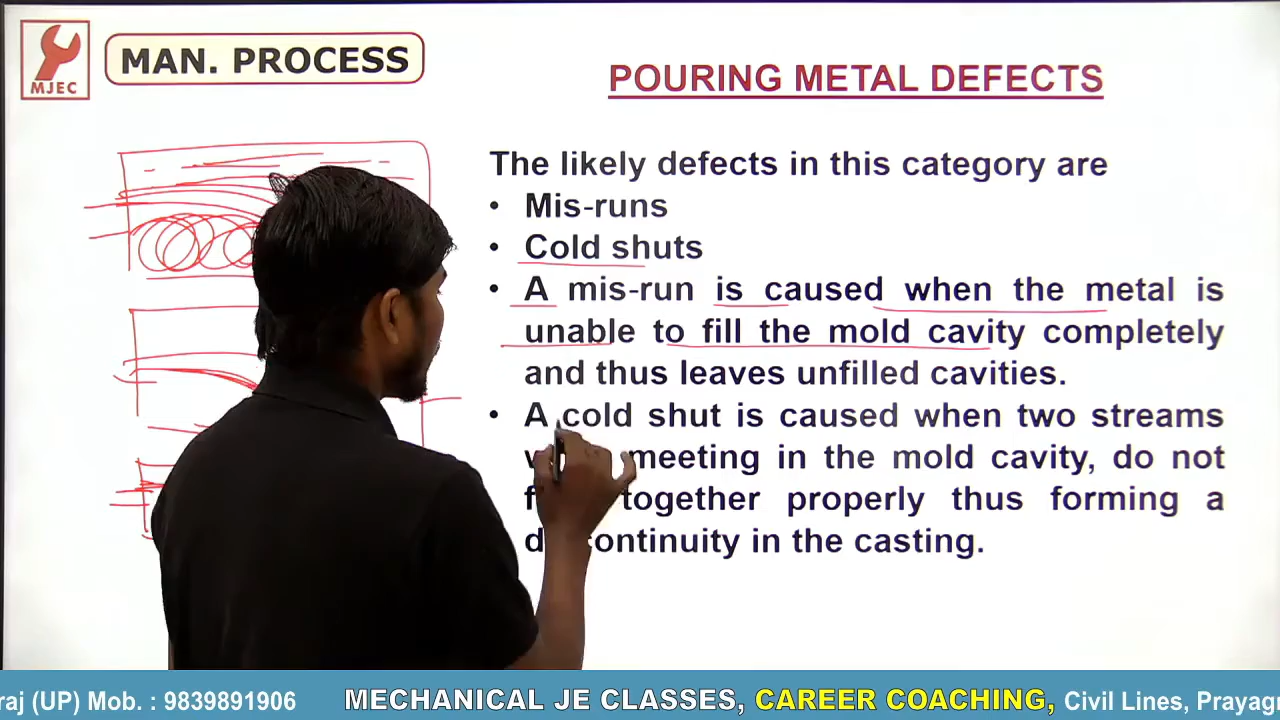 MJEC
MAN. PROCESS
POURING METAL DEFECTS
The likely defects in this category are
• Mis-runs
• Cold shuts
• A mis-run is caused when the metal is
unable to fill the mold cavity completely
and thus leaves unfilled cavities.
• A cold shut is caused when two streams
meeting in the mold cavity, do not
together properly thus forming a
in the casting.
raj (UP) Mob. : 9839891906 MECHANICAL JE CLASSES, CAREER COACHING, Civil Lines, Prayag